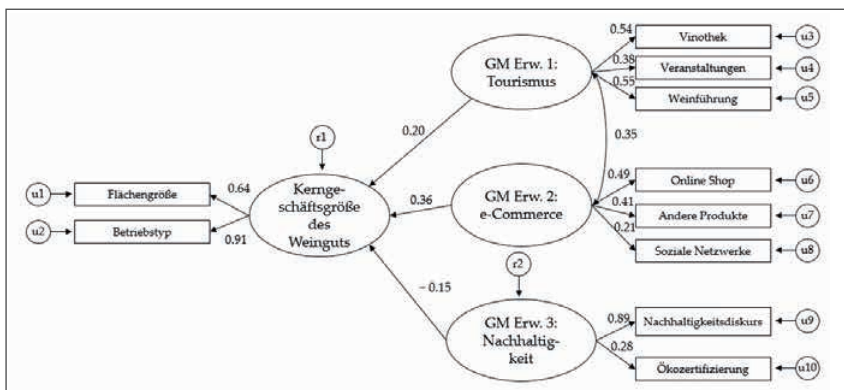 0.54
Vinothek
u3
GM Erw. 1:
Tourismus
0.38
Veranstaltungen
u4
0.55
Weinführung
u5
r1
0.20
0.35
u1
Flächengröße
0.64
Kernge-
schäftsgröße
des
Weinguts
0.36
GM Erw. 2:
e-Commerce
0.49
Online Shop
u6
0.41
Andere Produkte
u7
0.21
Soziale Netzwerke
u8
u2
Betriebstyp
0.91
r2
– 0.15
GM Erw. 3:
Nachhaltig-
keit
0.89
Nachhaltigkeitsdiskurs
u9
0.28
Ökozertifizierung
u10